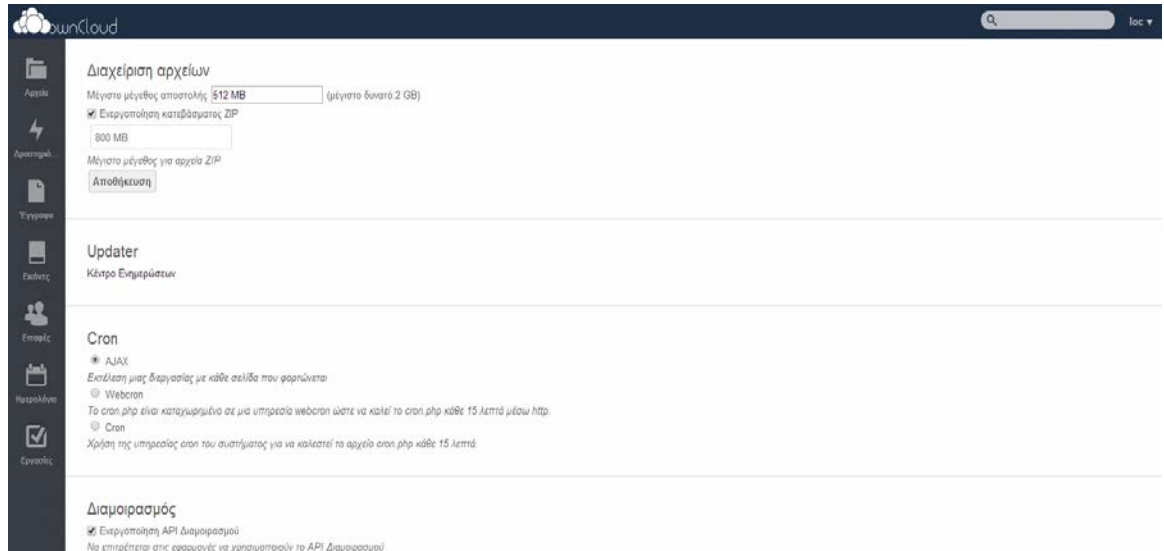 ownCloud
loc ▾
Αρχεία
Δραστηριό...
Έγγραφα
Εικόνες
Επαφές
Ημερολόγιο
Εργασίες
Διαχείριση αρχείων
Μέγιστο μέγεθος αποστολής 512 MB (μέγιστο δυνατό:2 GB)
Ενεργοποίηση κατεβάσματος ZIP
800 MB
Μέγιστο μέγεθος για αρχεία ZIP
Αποθήκευση
Updater
Κέντρο Ενημερώσεων
Cron
AJAX
Εκτέλεση μιας διεργασίας με κάθε σελίδα που φορτώνεται
Webcron
Το cron.php είναι καταχωρημένο σε μια υπηρεσία webcron ώστε να καλεί το cron.php κάθε 15 λεπτά μέσω http.
Cron
Χρήση της υπηρεσίας cron του συστήματος για να καλεστεί το αρχείο cron.php κάθε 15 λεπτά.
Διαμοιρασμός
Ενεργοποίηση API Διαμοιρασμού
Να επιτρέπεται στις εφαρμογές να χρησιμοποιούν το API Διαμοιρασμού